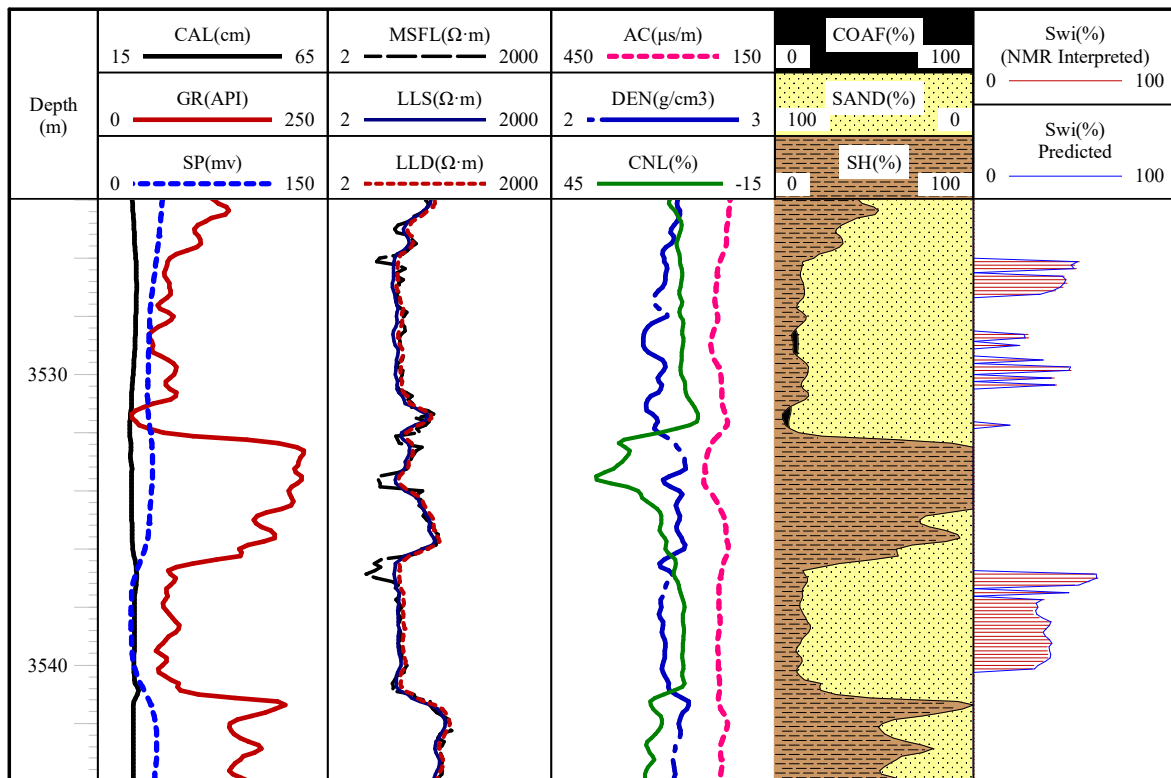 Depth
(m)
CAL(cm)
15 65
GR(API)
0 250
SP(mv)
0 150
MSFL(Ω·m)
2 2000
LLS(Ω·m)
2 2000
LLD(Ω·m)
2 2000
AC(μs/m)
450 150
DEN(g/cm3)
2 3
CNL(%)
45 -15
COAF(%)
0 100
SAND(%)
100 0
SH(%)
0 100
Swi(%)
(NMR Interpreted)
0 100
Swi(%)
Predicted
0 100
3530
3540